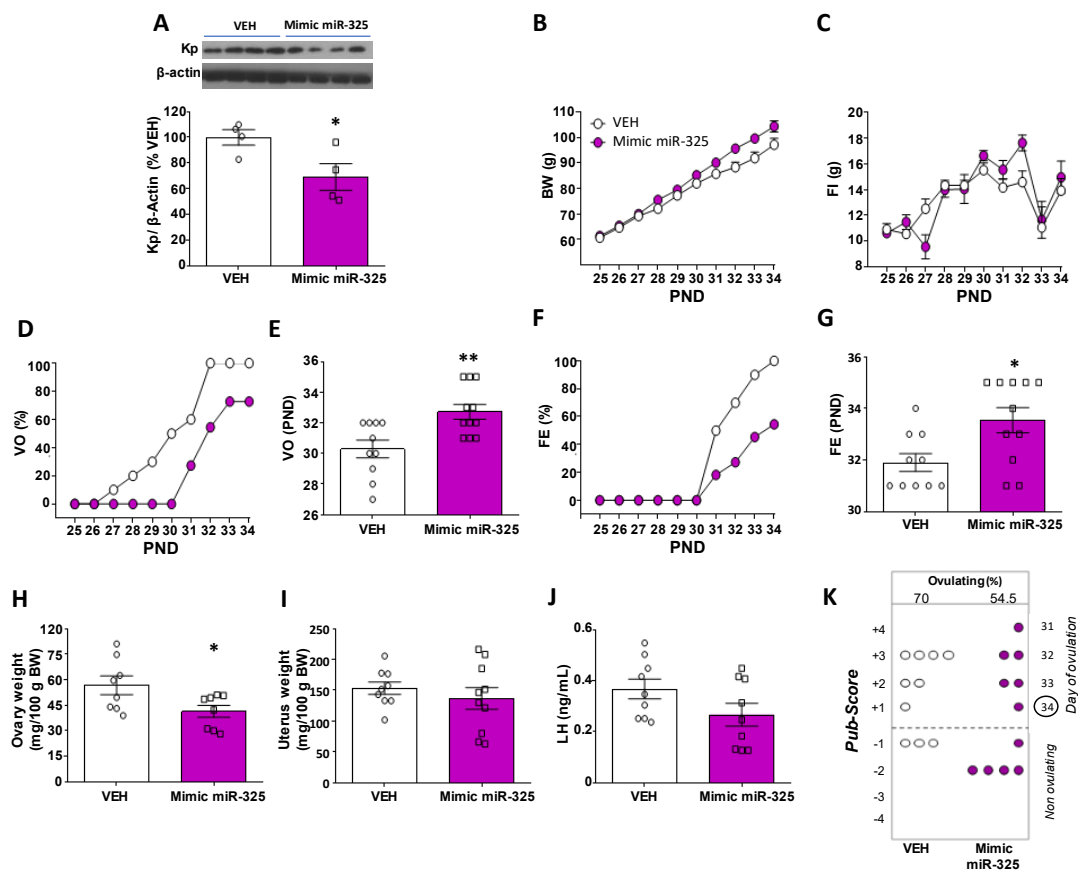 A
VEH
Mimic miR-325
Kp
β-actin
Kp/ β-Actin (% VEH)
120
100
80
60
40
20
0
VEH
Mimic miR-325
B
BW (g)
100
90
80
70
60
VEH
Mimic miR-325
25 26 27 28 29 30 31 32 33 34
PND
C
FI (g)
18
16
14
12
10
8
25 26 27 28 29 30 31 32 33 34
PND
D
VO (%)
100
80
60
40
20
0
25 26 27 28 29 30 31 32 33 34
PND
E
VO (PND)
36
34
32
30
28
26
**
VEH
Mimic miR-325
F
FE (%)
100
80
60
40
20
0
25 26 27 28 29 30 31 32 33 34
PND
G
FE (PND)
36
34
32
30
*
VEH
Mimic miR-325
H
Ovary weight
(mg/100 g BW)
100
90
75
60
45
30
15
0
*
VEH
Mimic miR-325
I
Uterus weight
(mg/100 g BW)
250
200
150
100
50
0
VEH
Mimic miR-325
J
LH (ng/mL)
0.6
0.4
0.2
0
VEH
Mimic miR-325
K
Ovulating (%)
70 54.5
Pub-Score
+4
+3
+2
+1
-1
-2
-3
-4
31
32
33
34
Day of ovulation
Non ovulating
VEH
Mimic
miR-325